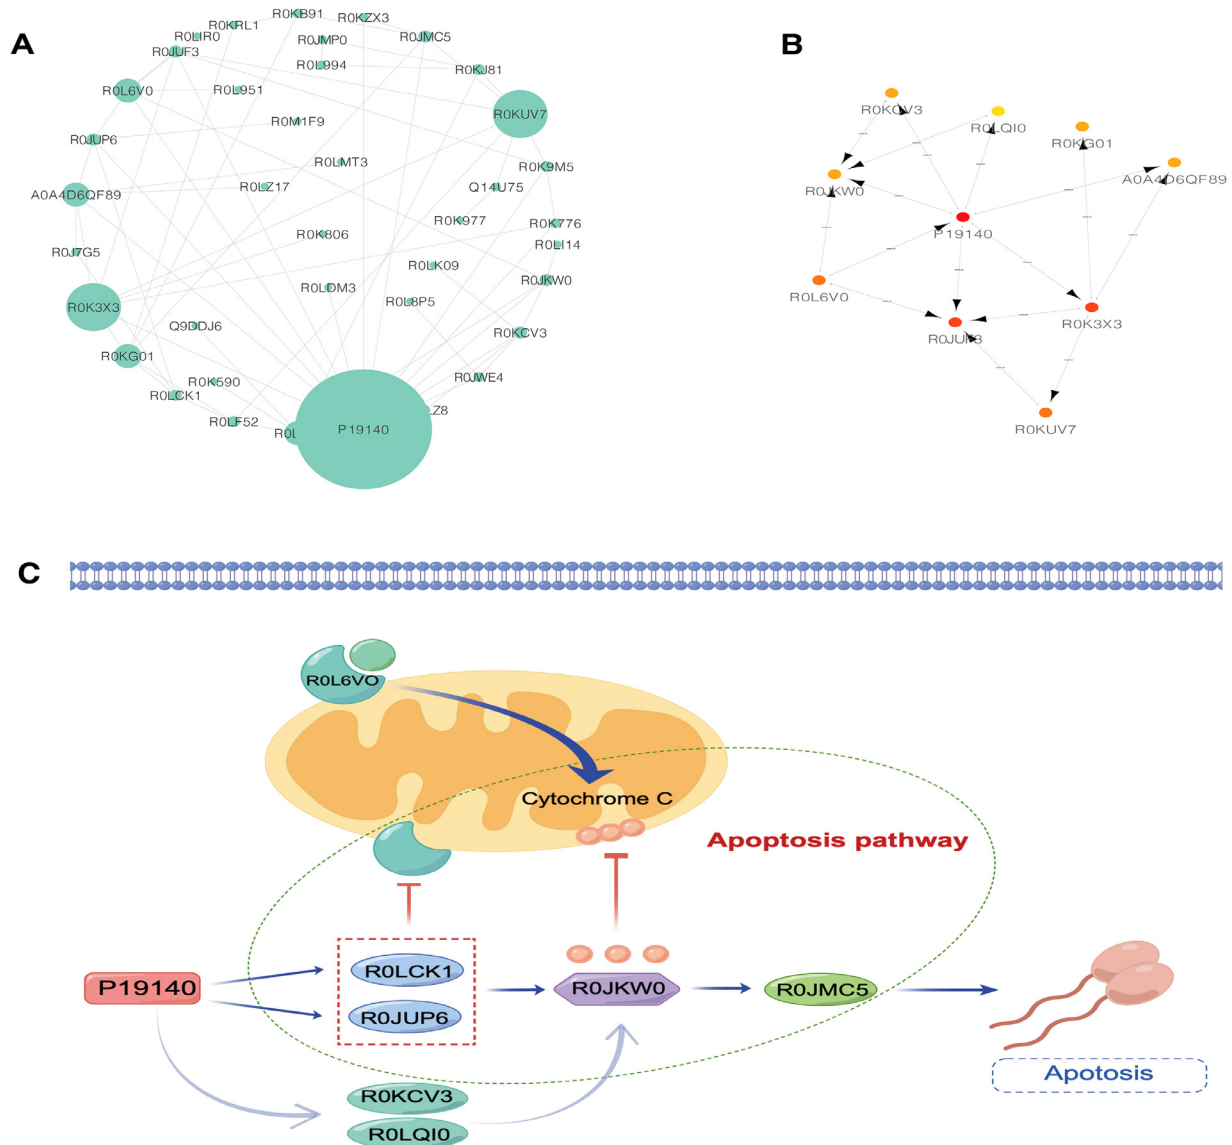 A
R0KB91
R0KZX3
R0KRL1
R0LIR0
R0JMP0
R0JMC5
R0JUF3
R0L994
R0KJ81
R0L6V0
R0L951
R0KUV7
R0M1F9
R0JUP6
R0LMT3
R0K9M5
A0A4D6QF89
R0LZ17
Q14U75
R0K977
R0K776
R0K806
R0LI14
R0J7G5
R0LK09
R0JKW0
R0LDM3
R0L8P5
R0K3X3
Q9DDJ6
R0KCV3
R0KG01
R0K590
R0JWE4
R0LCK1
LZ8
R0LF52
R0L
P19140
B
R0KCV3
R0LQI0
R0KG01
A0A4D6QF89
R0JKW0
P19140
R0L6V0
R0JUF3
R0K3X3
R0KUV7
C
R0L6VO
Cytochrome C
Apoptosis pathway
P19140
R0LCK1
R0JUP6
R0JKW0
R0JMC5
R0KCV3
R0LQI0
Apotosis